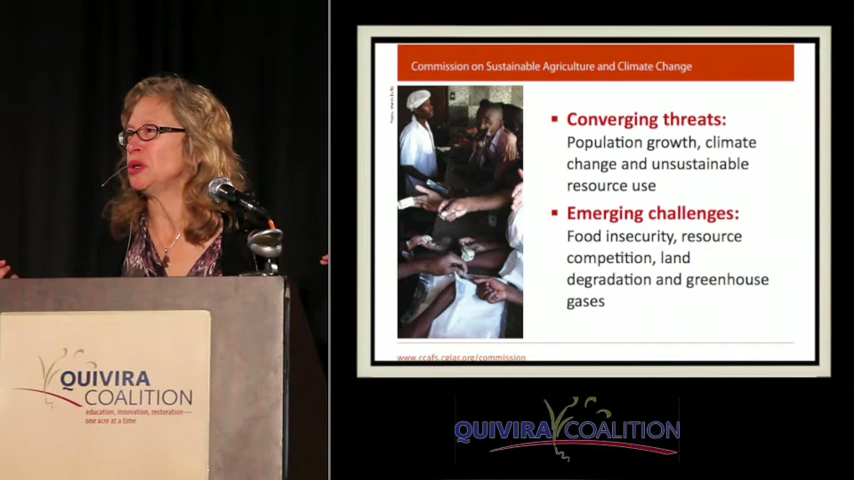 QUIVIRA
COALITION
education, innovation, restoration—
one acre at a time
Commission on Sustainable Agriculture and Climate Change
▪ Converging threats:
Population growth, climate
change and unsustainable
resource use
▪ Emerging challenges:
Food insecurity, resource
competition, land
degradation and greenhouse
gases
www.ccafs.cgiar.org/commission
QUIVIRA COALITION